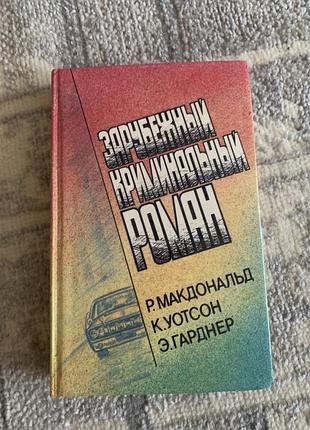 ЗАРУБЕЖНЫЙ
КРИМИНАЛЬНЫЙ
РОМАН
Р.МАКДОНАЛЬД
К.УОТСОН
Э.ГАРДНЕР